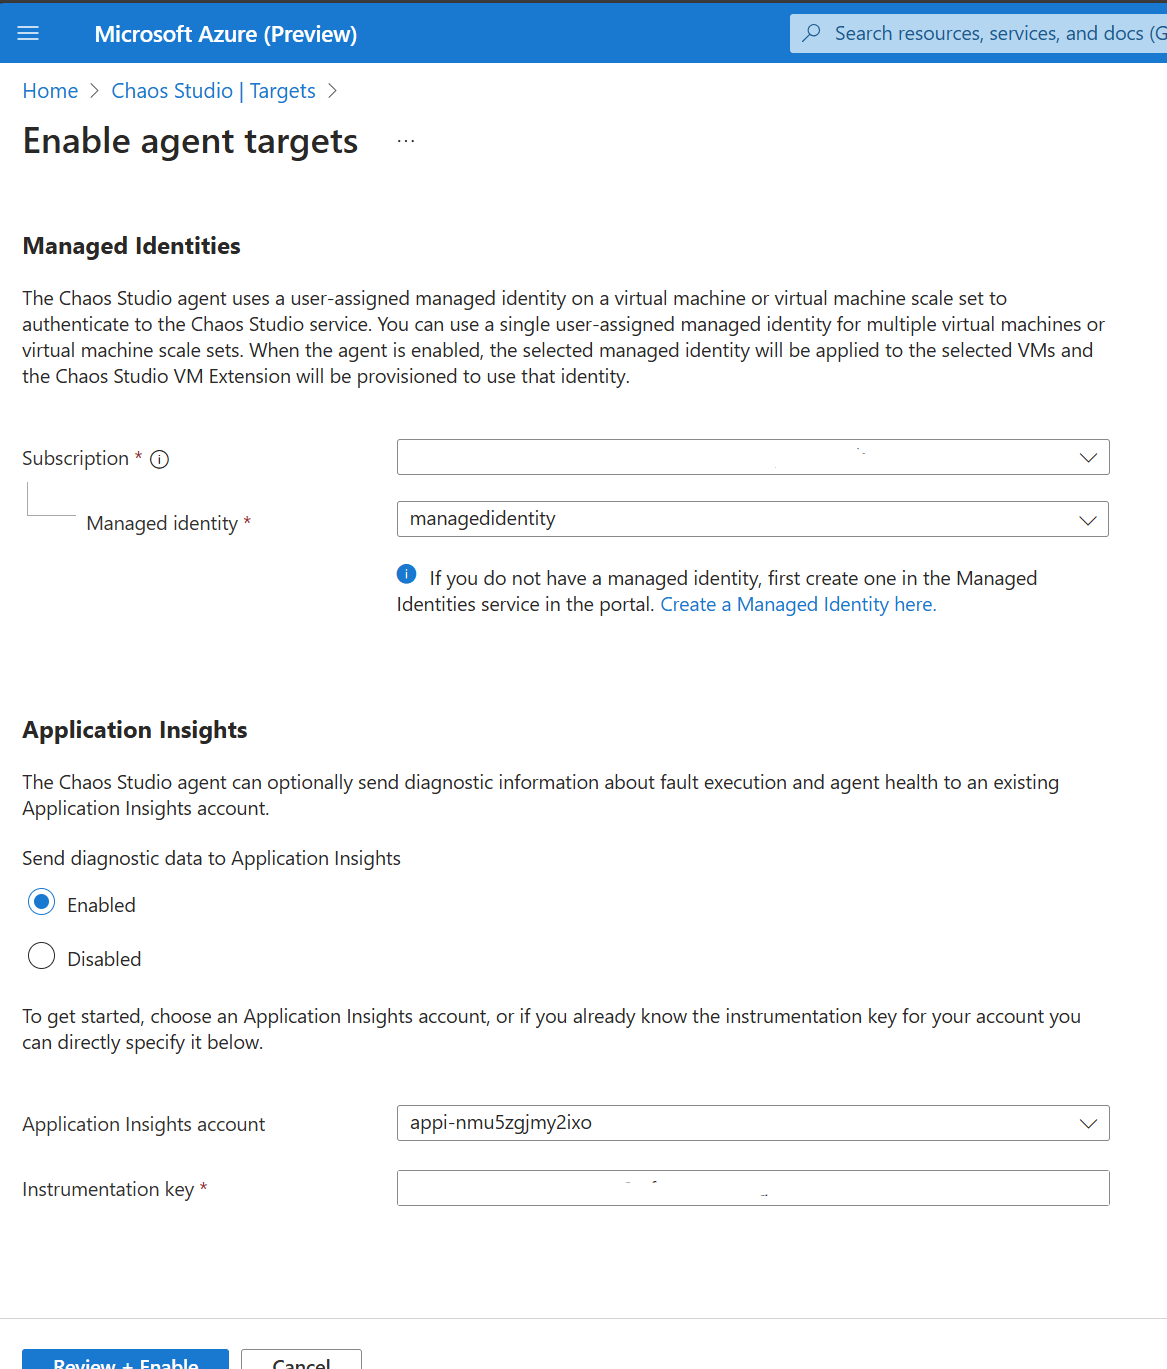 Microsoft Azure (Preview)
Search resources, services, and docs (G
Home > Chaos Studio | Targets >
Enable agent targets ...
Managed Identities
The Chaos Studio agent uses a user-assigned managed identity on a virtual machine or virtual machine scale set to
authenticate to the Chaos Studio service. You can use a single user-assigned managed identity for multiple virtual machines or
virtual machine scale sets. When the agent is enabled, the selected managed identity will be applied to the selected VMs and
the Chaos Studio VM Extension will be provisioned to use that identity.
Subscription *
Managed identity * managedidentity
If you do not have a managed identity, first create one in the Managed
Identities service in the portal. Create a Managed Identity here.
Application Insights
The Chaos Studio agent can optionally send diagnostic information about fault execution and agent health to an existing
Application Insights account.
Send diagnostic data to Application Insights
Enabled
Disabled
To get started, choose an Application Insights account, or if you already know the instrumentation key for your account you
can directly specify it below.
Application Insights account appi-nmu5zgjmy2ixo
Instrumentation key *
Review + Enable Cancel